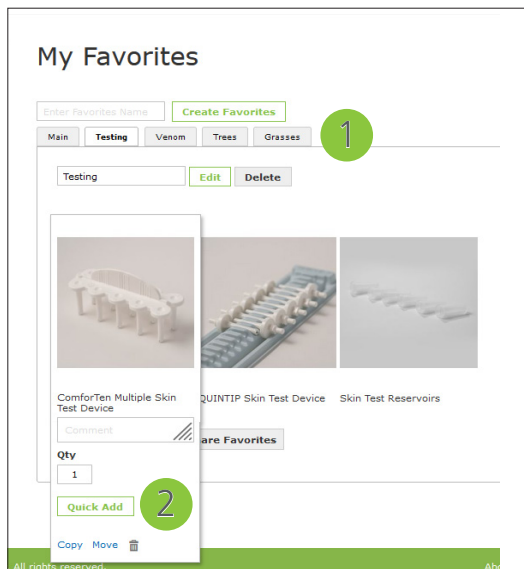 My Favorites
Enter Favorites Name
Create Favorites
Main
Testing
Venom
Trees
Grasses
1
Testing
Edit
Delete
ComforTen Multiple Skin
Test Device
QUINTIP Skin Test Device
Skin Test Reservoirs
Comment
are Favorites
Qty
1
Quick Add
2
Copy Move
All rights reserved.
Abo